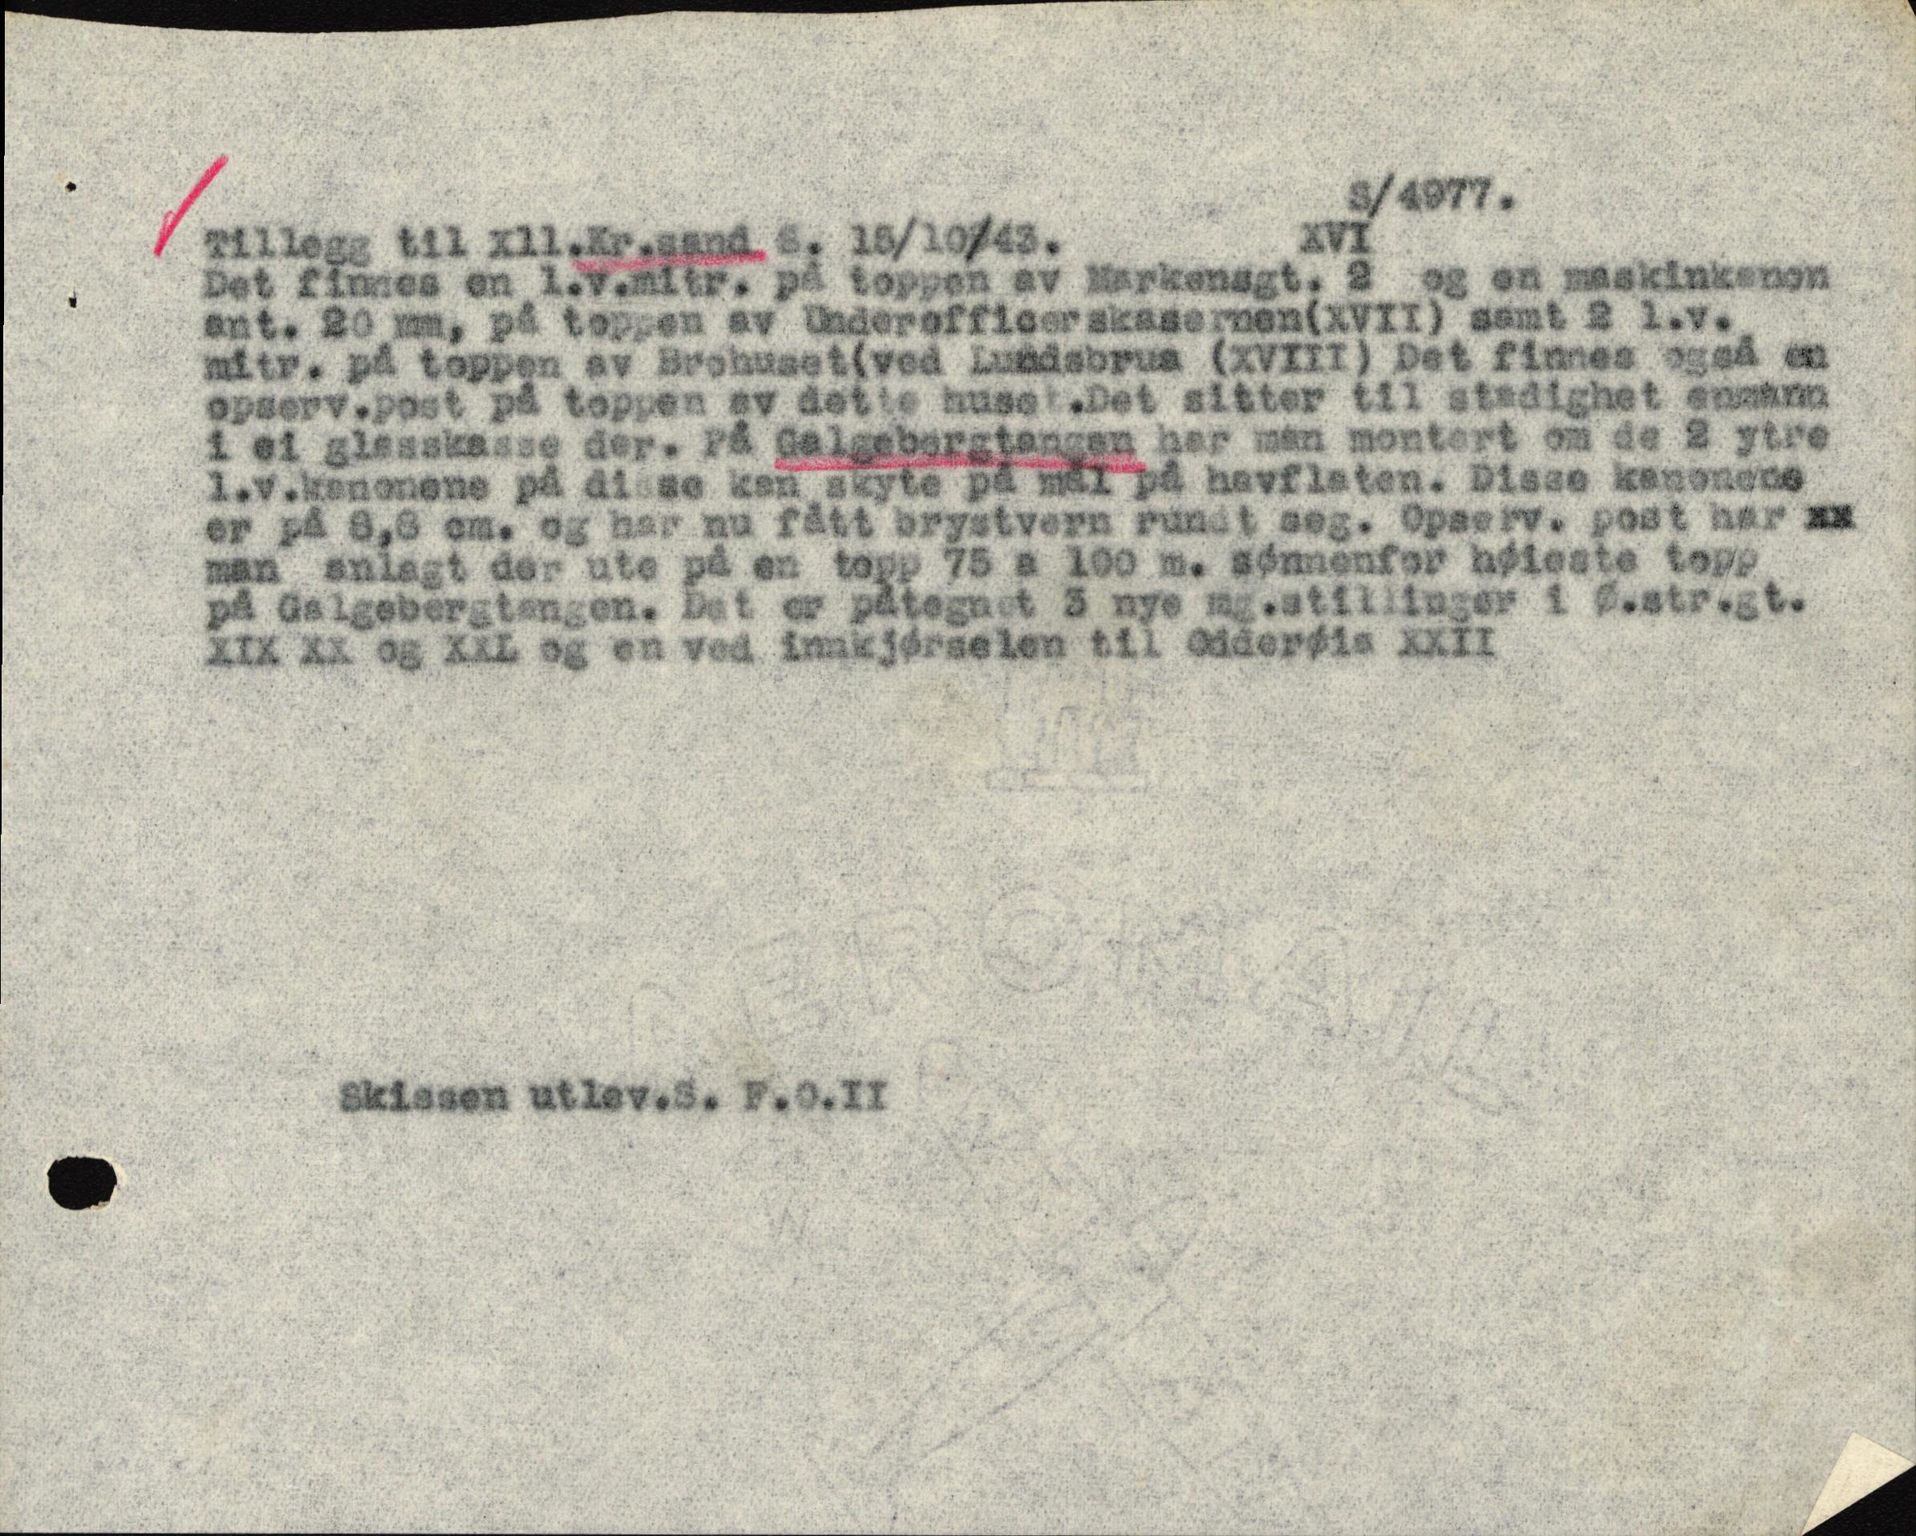 S/4977.
Tillegg til Xll.Kr.sand S. 15/10/43. XVI
Det finnes en l.v.mitr. på toppen av Markensgt. 2 og en maskinkanon
ant. 20 mm, på toppen av Underofficerskasernen(XVII) samt 2 l.v.
mitr. på toppen av Brohuset(ved Lundsbrua (XVIII) Det finnes også en
opserv.post på toppen av dette huset.Det sitter til stadighet enmann
i ei glasskasse der. På Galgebergtangen har man montert om de 2 ytre
l.v.kanonene på disse kan skyte på mål på havflaten. Disse kanonene
er på 8,8 cm. og har nu fått brystvern rundt seg. Opserv. post har xx
man anlagt der ute på en topp 75 a 100 m. sønnenfor høieste topp
på Galgebergtangen. Det er påtegnet 3 nye mg.stillinger i Ø.str.gt.
XIX XX og XXL og en ved innkjørselen til Odderøia XXII
Skissen utlev.S. F.O.II